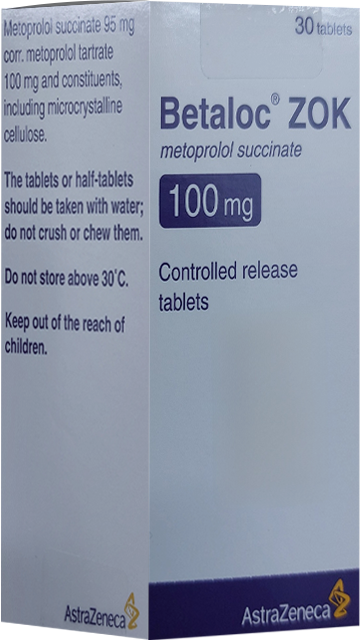 Metoprolol succinate 95 mg
corr. metoprolol tartrate
100 mg and constituents,
including microcrystalline
cellulose.
The tablets or half-tablets
should be taken with water;
do not crush or chew them.
Do not store above 30°C.
Keep out of the reach of
children.
AstraZeneca
30 tablets
Betaloc® ZOK
metoprolol succinate
100 mg
Controlled release
tablets
AstraZeneca